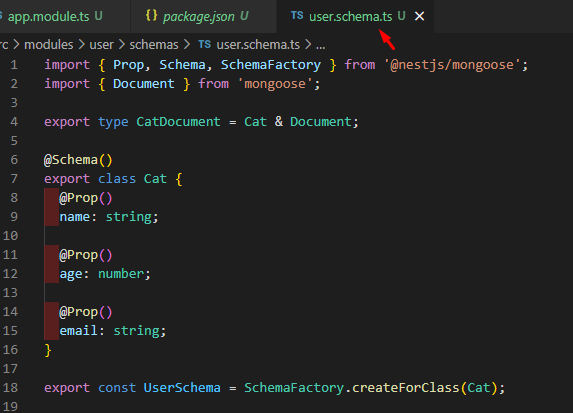 app.module.ts U {} package.json U TS user.schema.ts U ×
rc > modules > user > schemas > TS user.schema.ts > ...
1 import { Prop, Schema, SchemaFactory } from '@nestjs/mongoose';
2 import { Document } from 'mongoose';
3
4 export type CatDocument = Cat & Document;
5
6 @Schema()
7 export class Cat {
8 @Prop()
9 name: string;
10
11 @Prop()
12 age: number;
13
14 @Prop()
15 email: string;
16 }
17
18 export const UserSchema = SchemaFactory.createForClass(Cat);
19